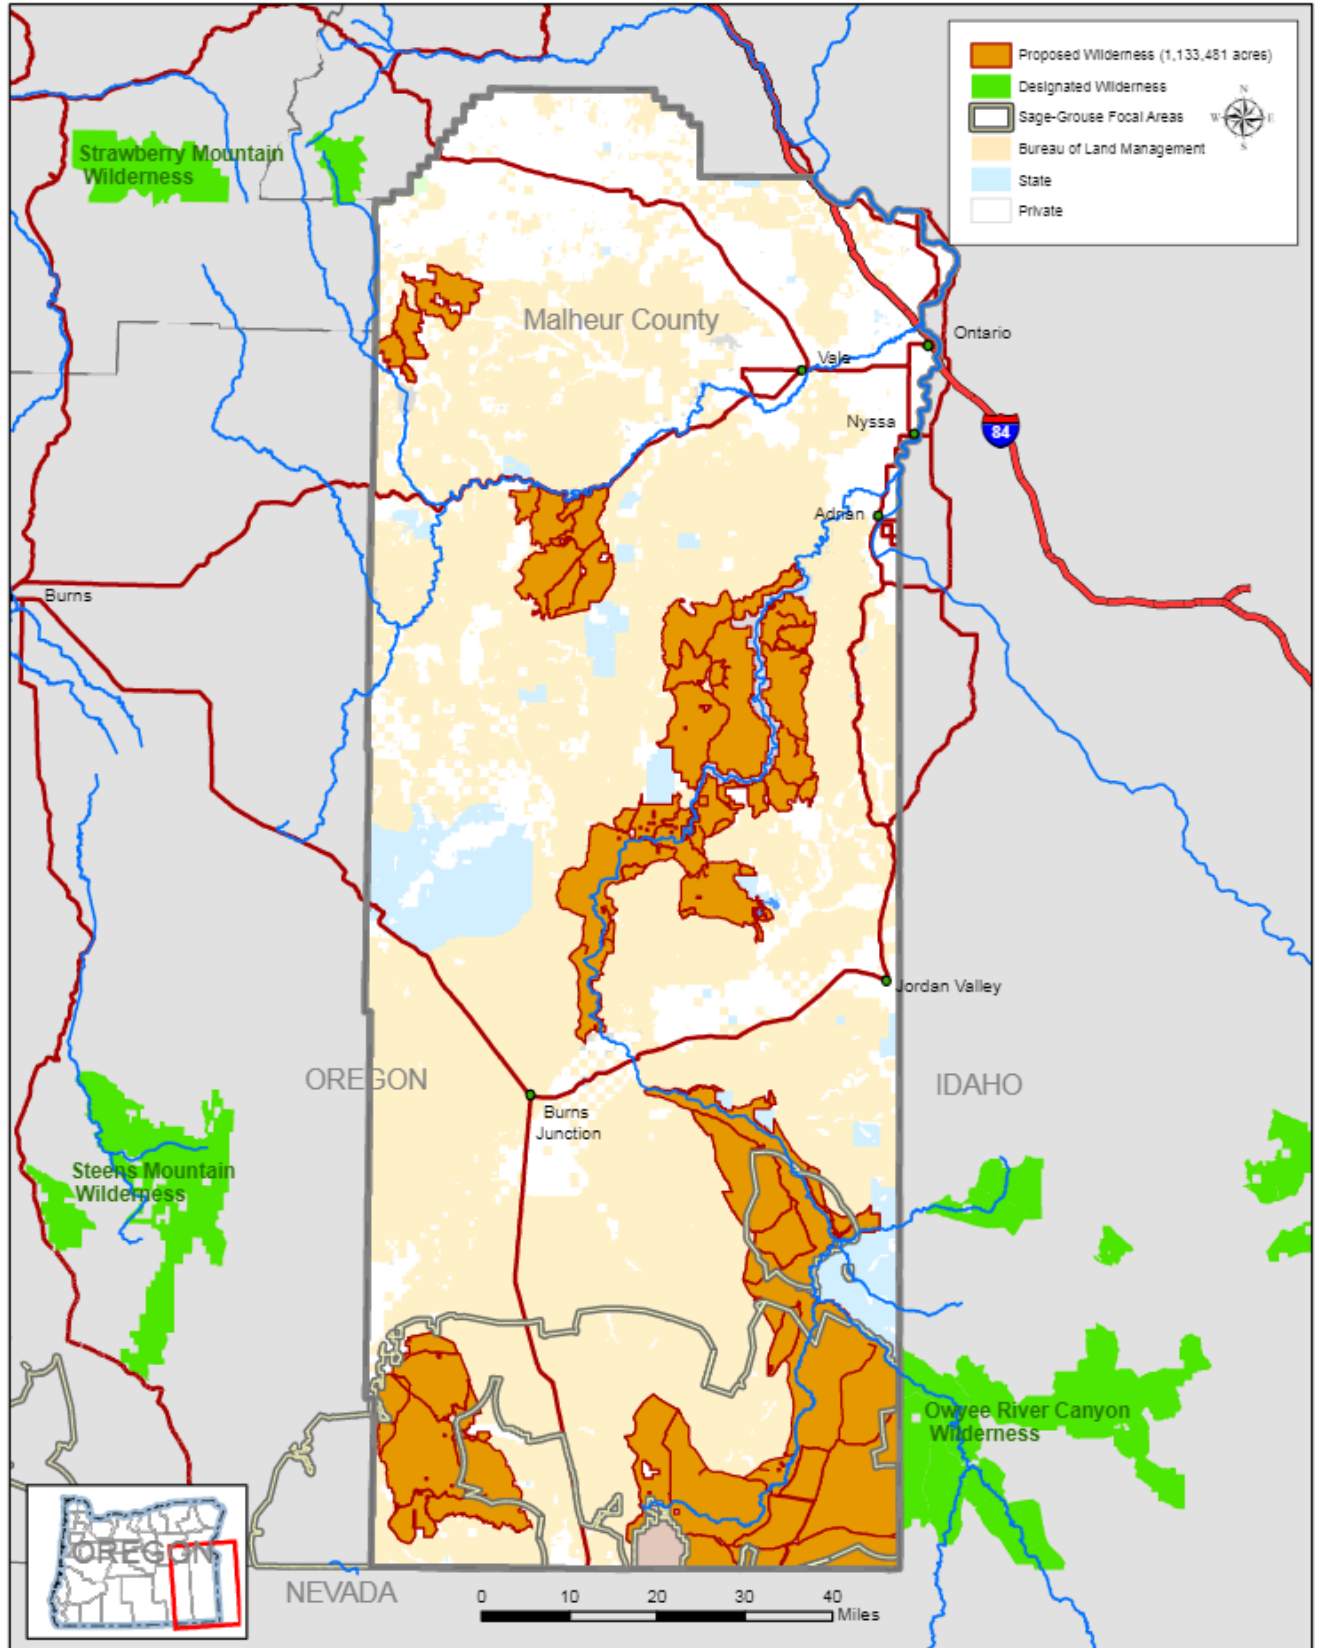 Proposed Wilderness (1,133,481 acres)
Designated Wilderness
Sage-Grouse Focal Areas
Bureau of Land Management
State
Private
N
W
E
S
Strawberry Mountain
Wilderness
Malheur County
Ontario
Vale
Nyssa
84
Adrian
Burns
Jordan Valley
OREGON
IDAHO
Burns
Junction
Steens Mountain
Wilderness
Owyee River Canyon
Wilderness
OREGON
NEVADA
0 10 20 30 40
Miles